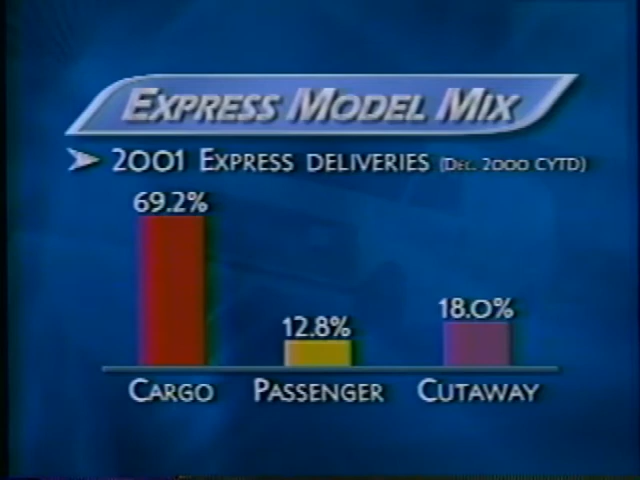 EXPRESS MODEL MIX
2001 EXPRESS DELIVERIES (DEC. 2000 CYTD)
69.2%
12.8%
18.0%
CARGO PASSENGER CUTAWAY